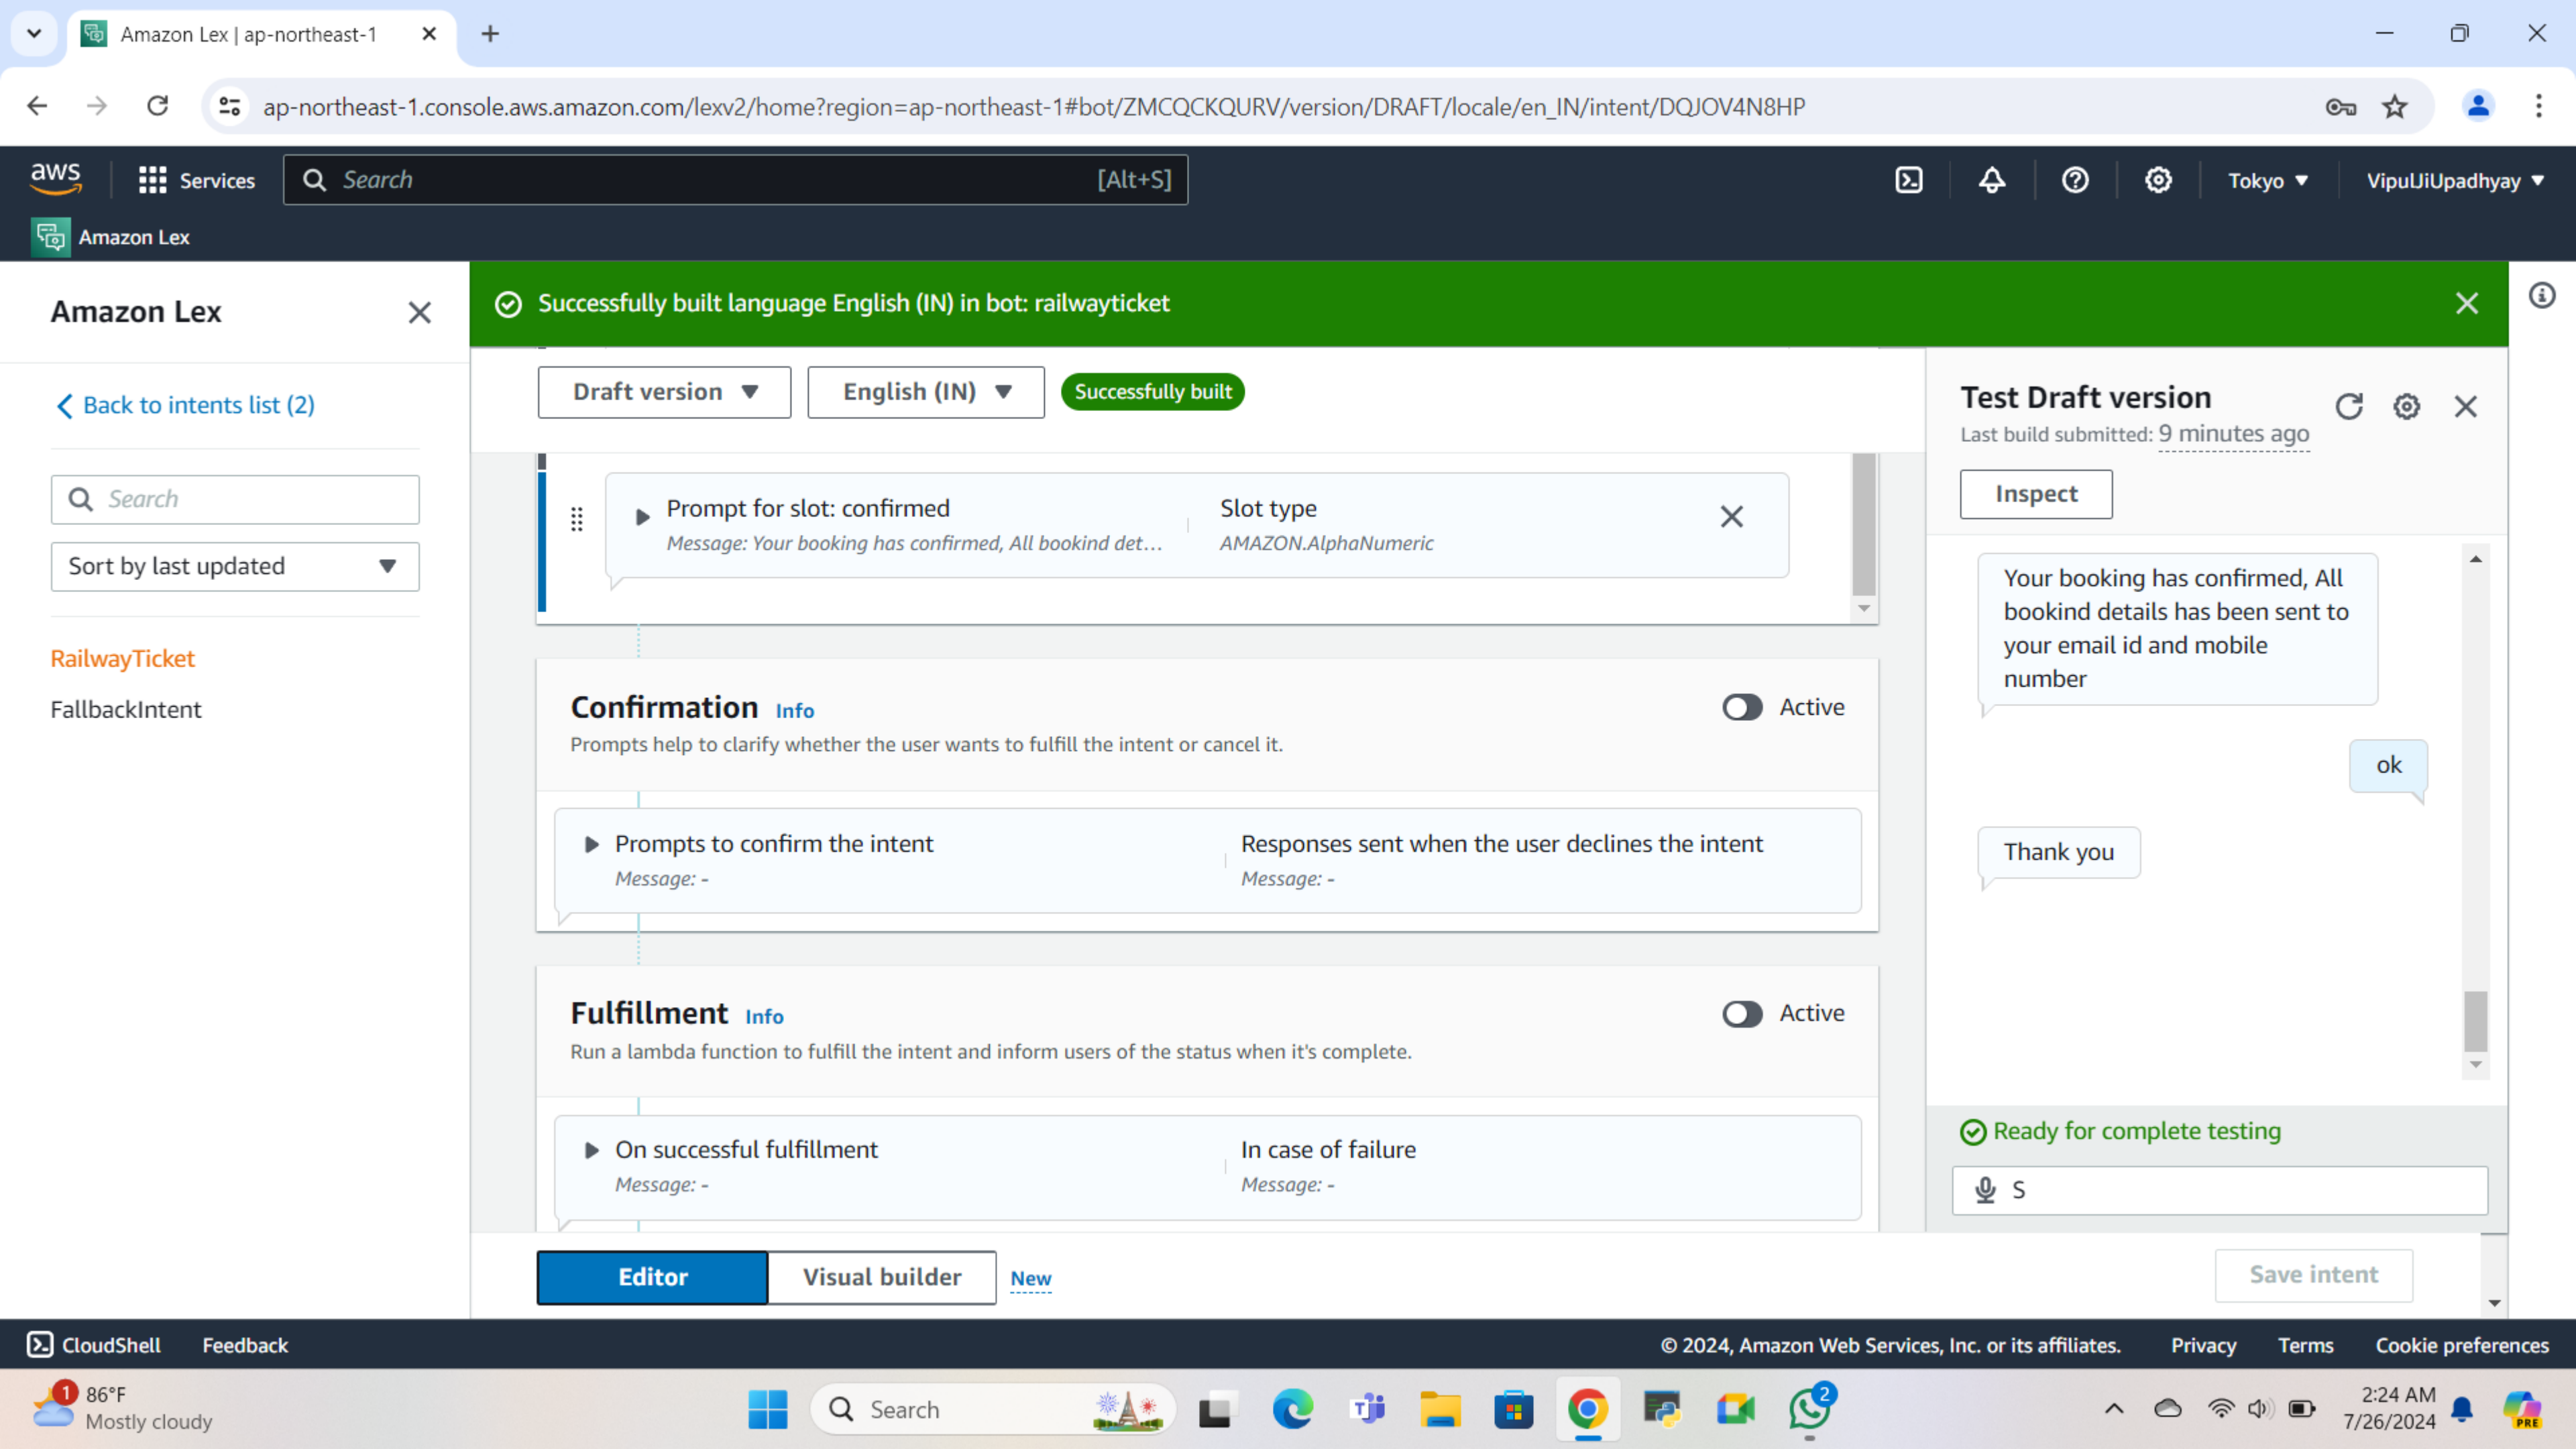 Amazon Lex | ap-northeast-1
ap-northeast-1.console.aws.amazon.com/lexv2/home?region=ap-northeast-1#bot/ZMCQCKQURV/version/DRAFT/locale/en_IN/intent/DQJOV4N8HP
aws
Services
Search
[Alt+S]
Tokyo
VipulJiUpadhyay
Amazon Lex
Amazon Lex
Back to intents list (2)
Search
Sort by last updated
RailwayTicket
FallbackIntent
Successfully built language English (IN) in bot: railwayticket
Draft version
English (IN)
Successfully built
Prompt for slot: confirmed
Message: Your booking has confirmed, All bookind det...
Slot type
AMAZON.AlphaNumeric
Confirmation Info
Active
Prompts help to clarify whether the user wants to fulfill the intent or cancel it.
Prompts to confirm the intent
Message: -
Responses sent when the user declines the intent
Message: -
Fulfillment Info
Active
Run a lambda function to fulfill the intent and inform users of the status when it's complete.
On successful fulfillment
Message: -
In case of failure
Message: -
Editor
Visual builder
New
Save intent
Test Draft version
Last build submitted: 9 minutes ago
Inspect
Your booking has confirmed, All
bookind details has been sent to
your email id and mobile
number
ok
Thank you
Ready for complete testing
S
CloudShell
Feedback
© 2024, Amazon Web Services, Inc. or its affiliates.
Privacy
Terms
Cookie preferences
1
86°F
Mostly cloudy
Search
2
2:24 AM
7/26/2024
PRE